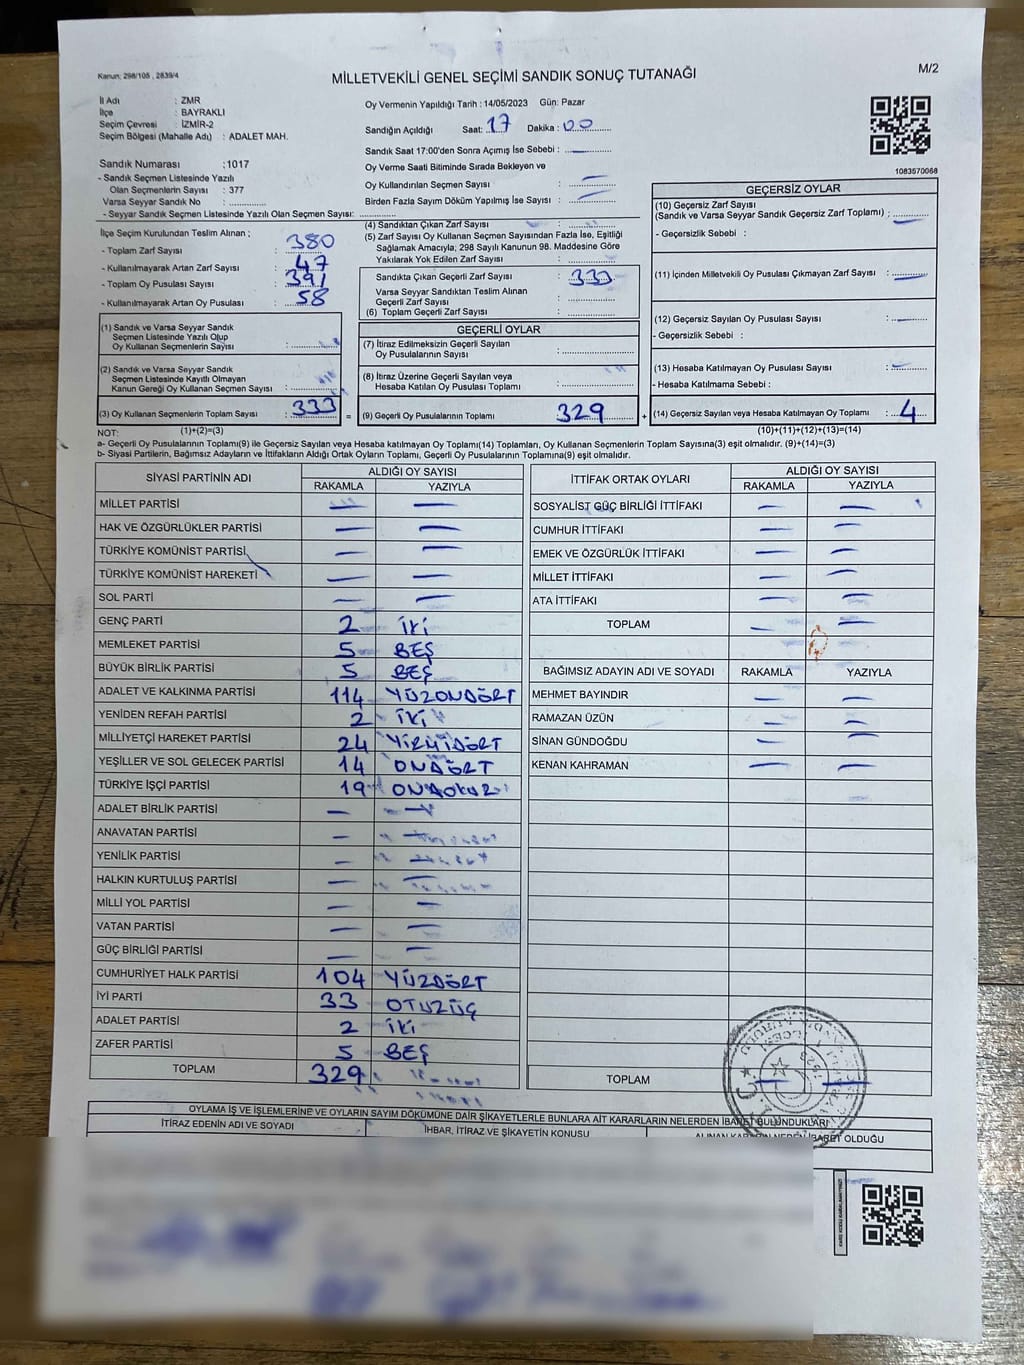 Kanun: 298/105 , 2839/4
MİLLETVEKİLİ GENEL SEÇİMİ SANDIK SONUÇ TUTANAĞI
M/2
İl Adı : ZMR
İlçe : BAYRAKLI
Seçim Çevresi : İZMİR-2
Seçim Bölgesi (Mahalle Adı) : ADALET MAH.
Oy Vermenin Yapıldığı Tarih : 14/05/2023 Gün: Pazar
Sandığın Açıldığı Saat: 17 Dakika : 00
Sandık Saat 17:00'den Sonra Açımış İse Sebebi : —
Oy Verme Saati Bitiminde Sırada Bekleyen ve
Oy Kullandırılan Seçmen Sayısı : —
Birden Fazla Sayım Döküm Yapılmış İse Sayısı : —
1083570068
Sandık Numarası : 1017
- Sandık Seçmen Listesinde Yazılı
Olan Seçmenlerin Sayısı : 377
Varsa Seyyar Sandık No :
- Seyyar Sandık Seçmen Listesinde Yazılı Olan Seçmen Sayısı:
İlçe Seçim Kurulundan Teslim Alınan ;
- Toplam Zarf Sayısı : 380
- Kullanılmayarak Artan Zarf Sayısı : 47
- Toplam Oy Pusulası : 391
- Kullanılmayarak Artan Oy Pusulası : 58
(1) Sandık ve Varsa Seyyar Sandık
Seçmen Listesinde Yazılı Olup
Oy Kullanan Seçmenlerin Sayısı :
(2) Sandık ve Varsa Seyyar Sandık
Seçmen Listesinde Kayıtlı Olmayan
Kanun Gereği Oy Kullanan Seçmen Sayısı :
(3) Oy Kullanan Seçmenlerin Toplam Sayısı : 333 =
(1)+(2)=(3)
(4) Sandıktan Çıkan Zarf Sayısı :
(5) Zarf Sayısı Oy Kullanan Seçmen Sayısından Fazla İse, Eşitliği
Sağlamak Amacıyla; 298 Sayılı Kanunun 98. Maddesine Göre
Yakılarak Yok Edilen Zarf Sayısı :
Sandıkta Çıkan Geçerli Zarf Sayısı : 333
Varsa Seyyar Sandıktan Teslim Alınan
Geçerli Zarf Sayısı :
(6) Toplam Geçerli Zarf Sayısı :
GEÇERLİ OYLAR
(7) İtiraz Edilmeksizin Geçerli Sayılan
Oy Pusulalarının Sayısı :
(8) İtiraz Üzerine Geçerli Sayılan veya
Hesaba Katılan Oy Pusulası Toplamı :
(9) Geçerli Oy Pusulalarının Toplamı 329 +
GEÇERSİZ OYLAR
(10) Geçersiz Zarf Sayısı
(Sandık ve Varsa Seyyar Sandık Geçersiz Zarf Toplamı) : —
- Geçersizlik Sebebi :
(11) İçinden Milletvekili Oy Pusulası Çıkmayan Zarf Sayısı : —
(12) Geçersiz Sayılan Oy Pusulası Sayısı : —
- Geçersizlik Sebebi :
(13) Hesaba Katılmayan Oy Pusulası Sayısı : —
- Hesaba Katılmama Sebebi :
(14) Geçersiz Sayılan veya Hesaba Katılmayan Oy Toplamı : 4
(10)+(11)+(12)+(13)=(14)
NOT:
a- Geçerli Oy Pusulalarının Toplamı(9) ile Geçersiz Sayılan veya Hesaba katılmayan Oy Toplamı(14) Toplamları, Oy Kullanan Seçmenlerin Toplam Sayısına(3) eşit olmalıdır. (9)+(14)=(3)
b- Siyasi Partilerin, Bağımsız Adayların ve İttifakların Aldığı Ortak Oyların Toplamı, Geçerli Oy Pusulalarının Toplamına(9) eşit olmalıdır.
SİYASİ PARTİNİN ADI ALDIĞI OY SAYISI
RAKAMLA YAZIYLA
MİLLET PARTİSİ — —
HAK VE ÖZGÜRLÜKLER PARTİSİ — —
TÜRKİYE KOMÜNİST PARTİSİ — —
TÜRKİYE KOMÜNİST HAREKETİ — —
SOL PARTİ — —
GENÇ PARTİ 2 İKİ
MEMLEKET PARTİSİ 5 BEŞ
BÜYÜK BİRLİK PARTİSİ 5 BEŞ
ADALET VE KALKINMA PARTİSİ 114 YÜZONDÖRT
YENİDEN REFAH PARTİSİ 2 İKİ
MİLLİYETÇİ HAREKET PARTİSİ 24 YİRMİDÖRT
YEŞİLLER VE SOL GELECEK PARTİSİ 14 ONDÖRT
TÜRKİYE İŞÇİ PARTİSİ 19 ONDOKUZ
ADALET BİRLİK PARTİSİ — —
ANAVATAN PARTİSİ — —
YENİLİK PARTİSİ — —
HALKIN KURTULUŞ PARTİSİ — —
MİLLİ YOL PARTİSİ — —
VATAN PARTİSİ — —
GÜÇ BİRLİĞİ PARTİSİ — —
CUMHURİYET HALK PARTİSİ 104 YÜZDÖRT
İYİ PARTİ 33 OTUZÜÇ
ADALET PARTİSİ 2 İKİ
ZAFER PARTİSİ 5 BEŞ
TOPLAM 329
İTTİFAK ORTAK OYLARI ALDIĞI OY SAYISI
RAKAMLA YAZIYLA
SOSYALİST GÜÇ BİRLİĞİ İTTİFAKI — —
CUMHUR İTTİFAKI — —
EMEK VE ÖZGÜRLÜK İTTİFAKI — —
MİLLET İTTİFAKI — —
ATA İTTİFAKI — —
TOPLAM — —
BAĞIMSIZ ADAYIN ADI VE SOYADI RAKAMLA YAZIYLA
MEHMET BAYINDIR — —
RAMAZAN ÜZÜN — —
SİNAN GÜNDOĞDU — —
KENAN KAHRAMAN — —
TOPLAM — —
OYLAMA İŞ VE İŞLEMLERİNE VE OYLARIN SAYIM DÖKÜMÜNE DAİR ŞİKAYETLERLE BUNLARA AİT KARARLARIN NELERDEN İBARET BULUNDUKLARI
İTİRAZ EDENİN ADI VE SOYADI İHBAR, İTİRAZ VE ŞİKAYETİN KONUSU ALINAN KARARIN NEDEN İBARET OLDUĞU